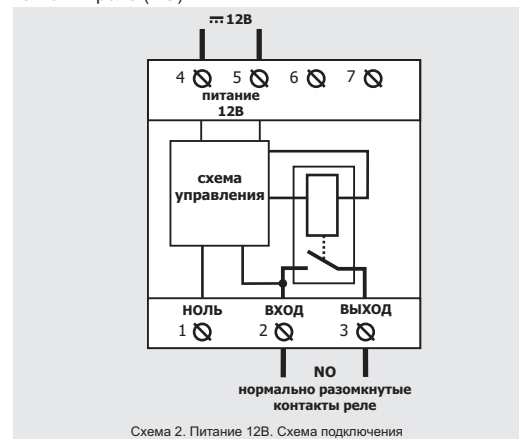 ⎓ 12В
4 5 6 7
питание
12В
схема
управления
НОЛЬ ВХОД ВЫХОД
1 2 3
NO
нормально разомкнутые
контакты реле
Схема 2. Питание 12В. Схема подключения